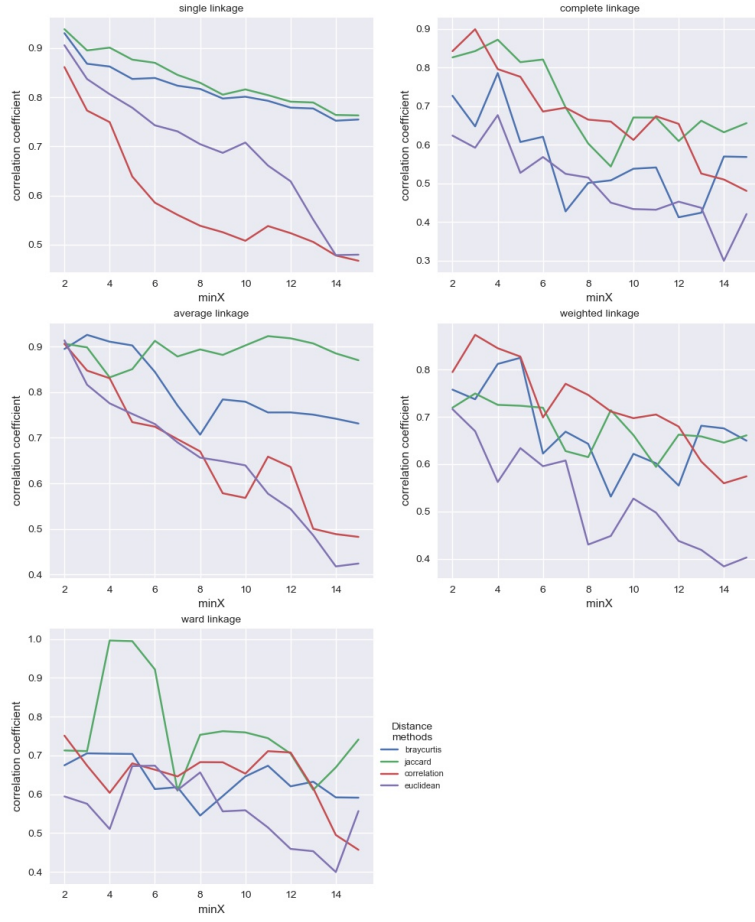 single linkage
correlation coefficient
0.9
0.8
0.7
0.6
0.5
2 4 6 8 10 12 14
minX
complete linkage
correlation coefficient
0.9
0.8
0.7
0.6
0.5
0.4
0.3
2 4 6 8 10 12 14
minX
average linkage
correlation coefficient
0.9
0.8
0.7
0.6
0.5
0.4
2 4 6 8 10 12 14
minX
weighted linkage
correlation coefficient
0.8
0.7
0.6
0.5
0.4
2 4 6 8 10 12 14
minX
ward linkage
correlation coefficient
1.0
0.9
0.8
0.7
0.6
0.5
0.4
2 4 6 8 10 12 14
minX
Distance
methods
braycurtis
jaccard
correlation
euclidean